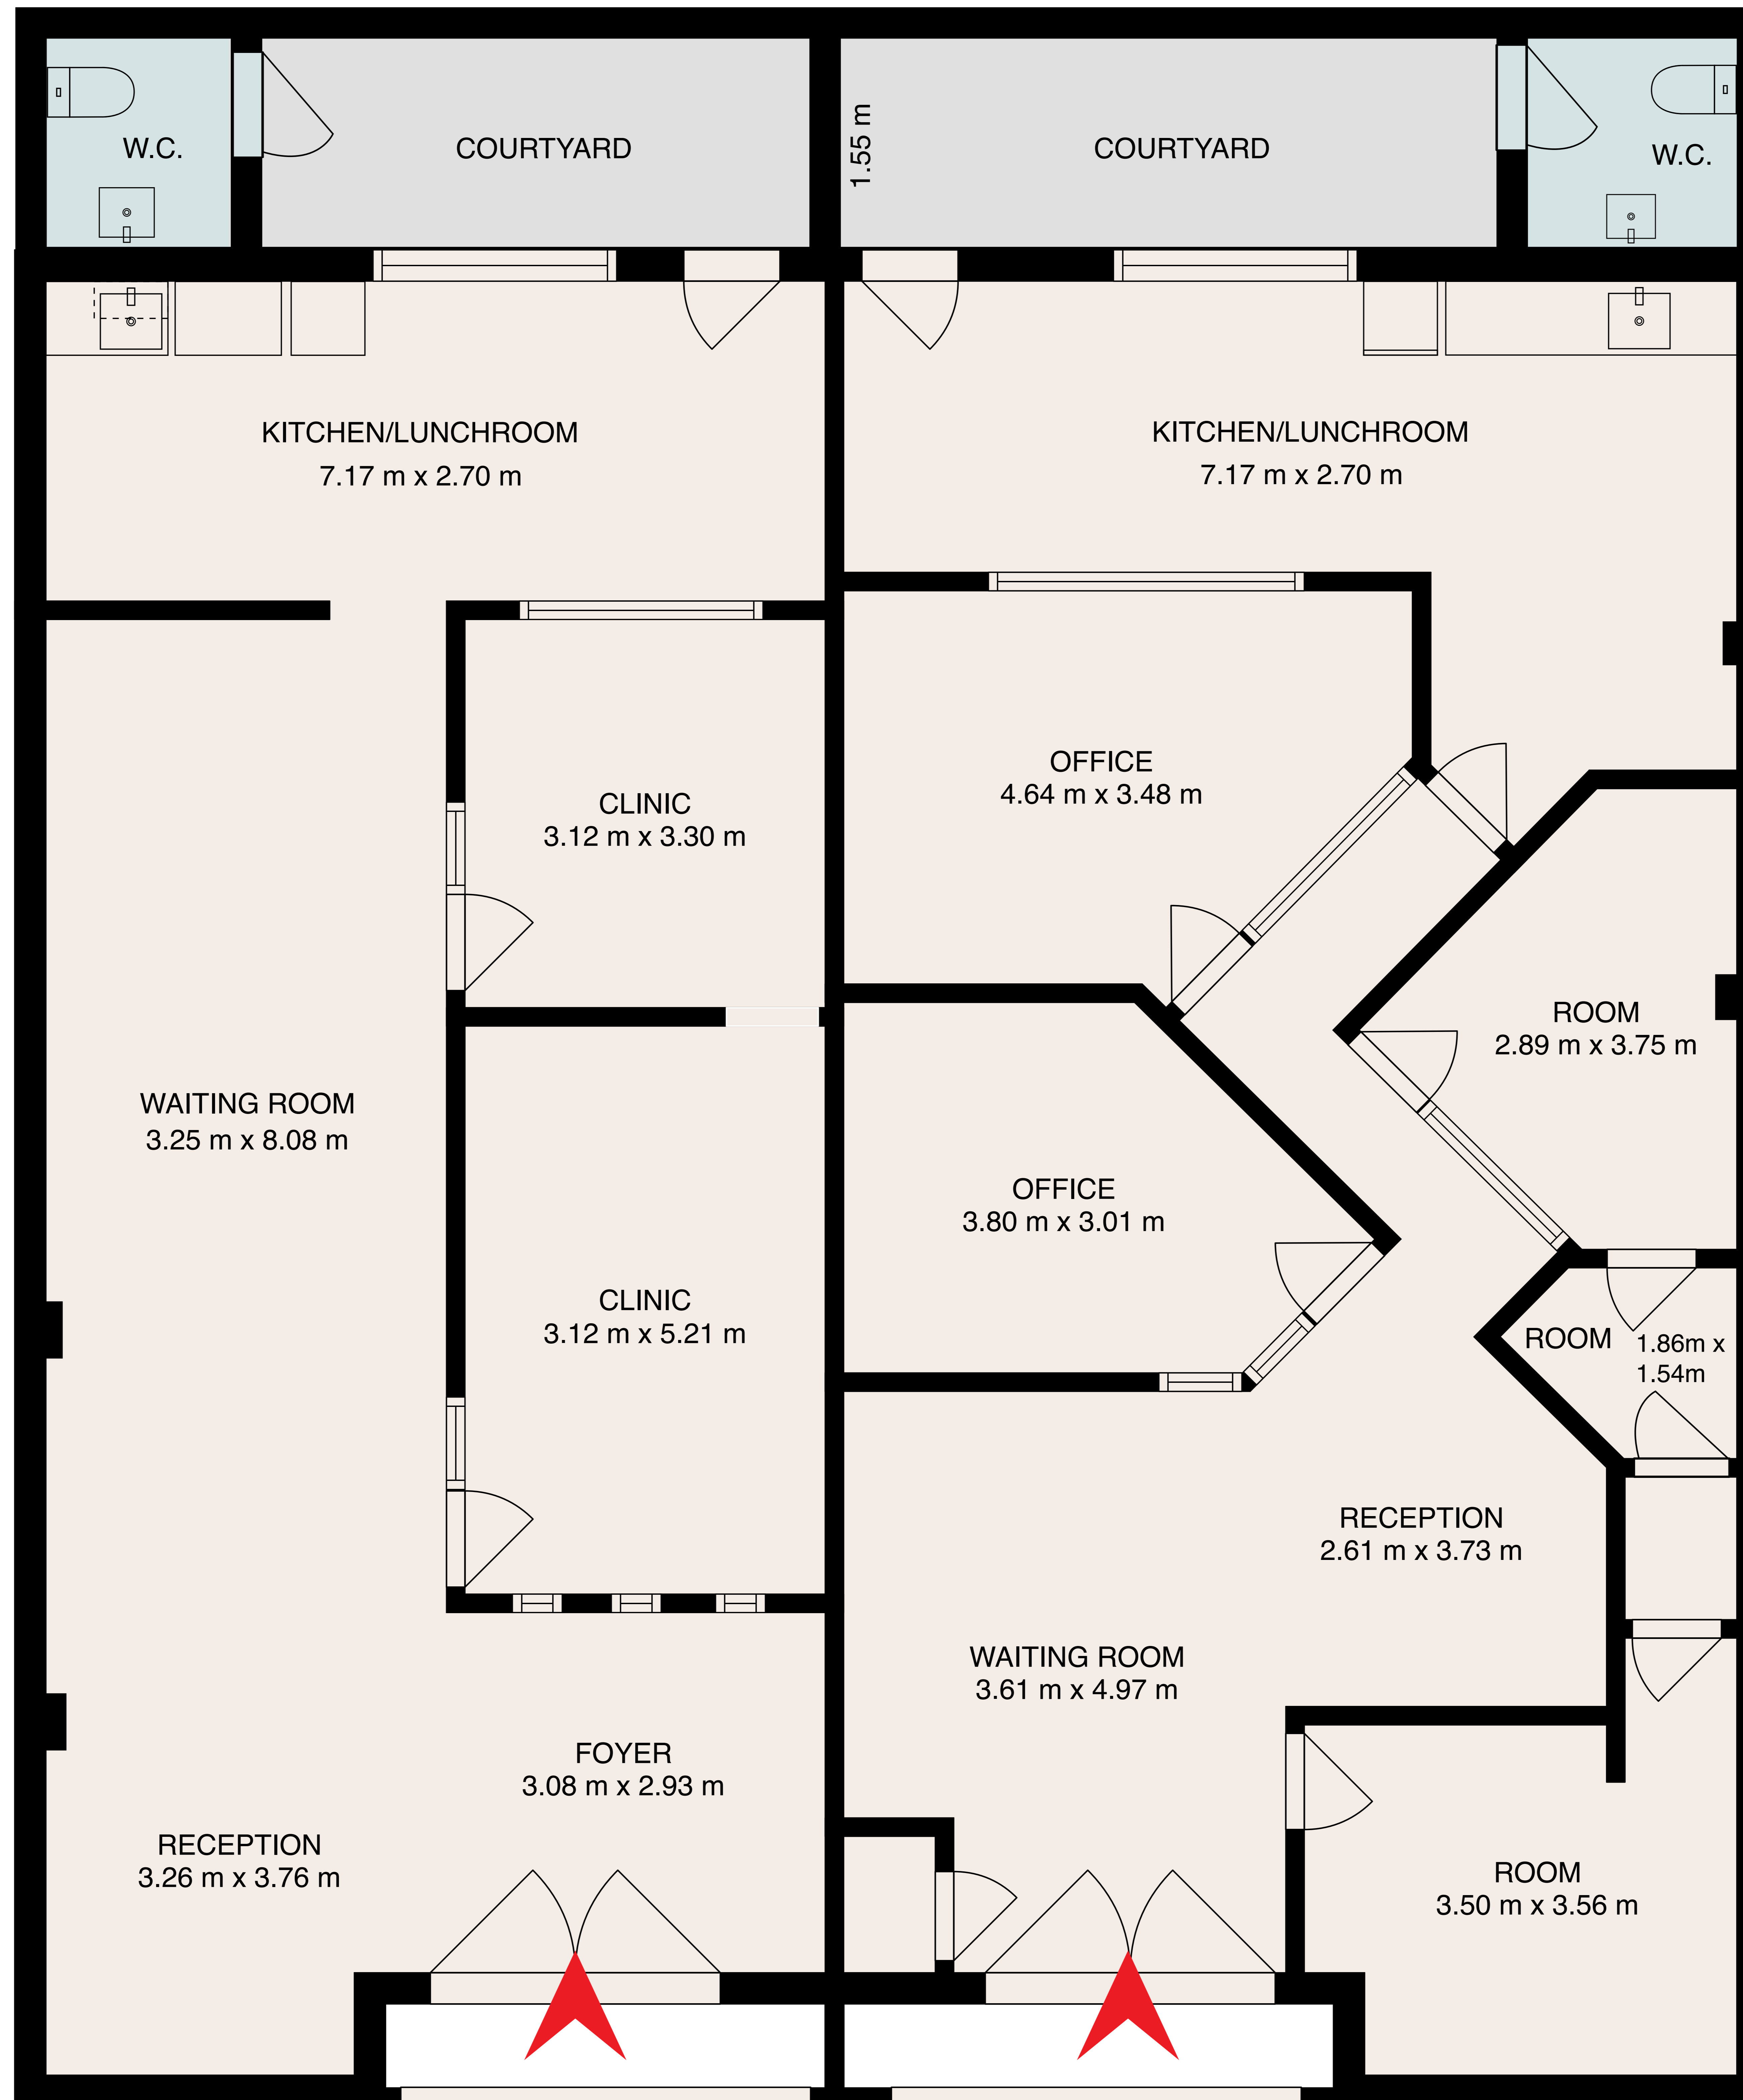 W.C.
COURTYARD
1.55 m
COURTYARD
W.C.
KITCHEN/LUNCHROOM
7.17 m x 2.70 m
KITCHEN/LUNCHROOM
7.17 m x 2.70 m
OFFICE
4.64 m x 3.48 m
CLINIC
3.12 m x 3.30 m
ROOM
2.89 m x 3.75 m
WAITING ROOM
3.25 m x 8.08 m
OFFICE
3.80 m x 3.01 m
CLINIC
3.12 m x 5.21 m
ROOM
1.86m x
1.54m
RECEPTION
2.61 m x 3.73 m
WAITING ROOM
3.61 m x 4.97 m
FOYER
3.08 m x 2.93 m
RECEPTION
3.26 m x 3.76 m
ROOM
3.50 m x 3.56 m